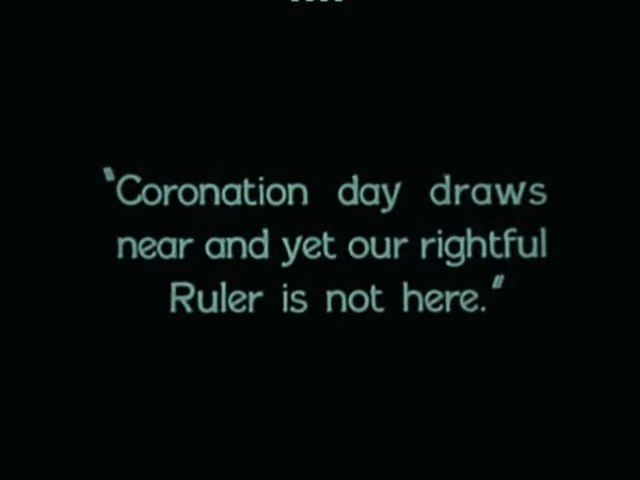 "Coronation day draws
near and yet our rightful
Ruler is not here."